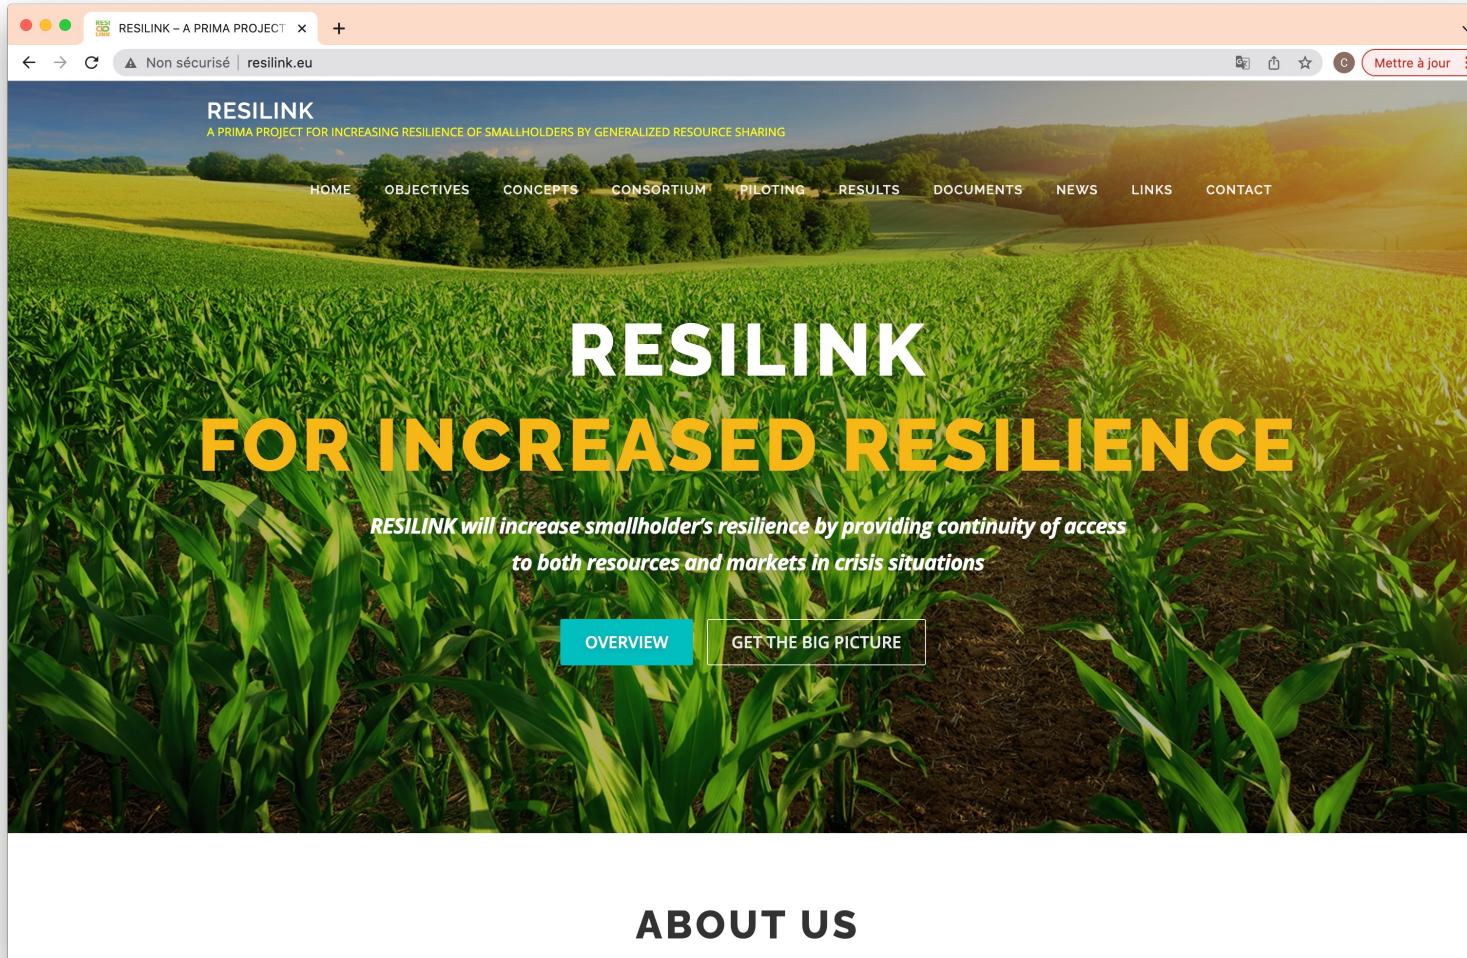 RESI
LINK
RESILINK – A PRIMA PROJECT
Non sécurisé | resilink.eu
C
Mettre à jour
RESILINK
A PRIMA PROJECT FOR INCREASING RESILIENCE OF SMALLHOLDERS BY GENERALIZED RESOURCE SHARING
HOME OBJECTIVES CONCEPTS CONSORTIUM PILOTING RESULTS DOCUMENTS NEWS LINKS CONTACT
RESILINK
FOR INCREASED RESILIENCE
RESILINK will increase smallholder’s resilience by providing continuity of access
to both resources and markets in crisis situations
OVERVIEW GET THE BIG PICTURE
ABOUT US